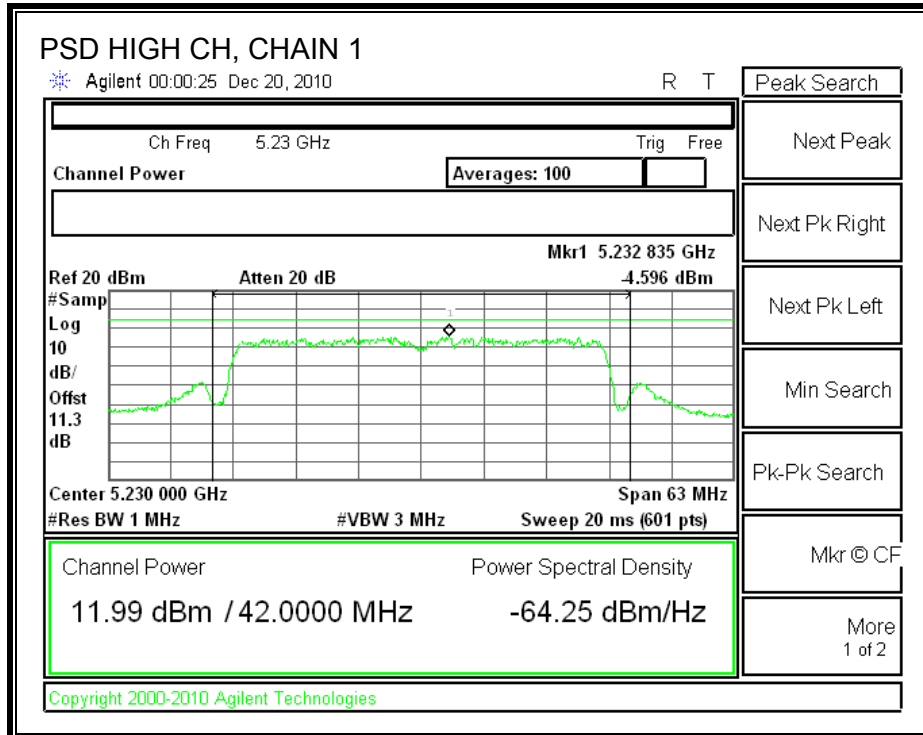 PSD HIGH CH, CHAIN 1
Agilent 00:00:25 Dec 20, 2010 R T
Peak Search
Ch Freq 5.23 GHz Trig Free
Channel Power Averages: 100
Mkr1 5.232 835 GHz
Ref 20 dBm Atten 20 dB -4.596 dBm
#Samp
Log
10
dB/
Offst
11.3
dB
1
Center 5.230 000 GHz Span 63 MHz
#Res BW 1 MHz #VBW 3 MHz Sweep 20 ms (601 pts)
Channel Power Power Spectral Density
11.99 dBm / 42.0000 MHz -64.25 dBm/Hz
Next Peak
Next Pk Right
Next Pk Left
Min Search
Pk-Pk Search
Mkr © CF
More
1 of 2
Copyright 2000-2010 Agilent Technologies